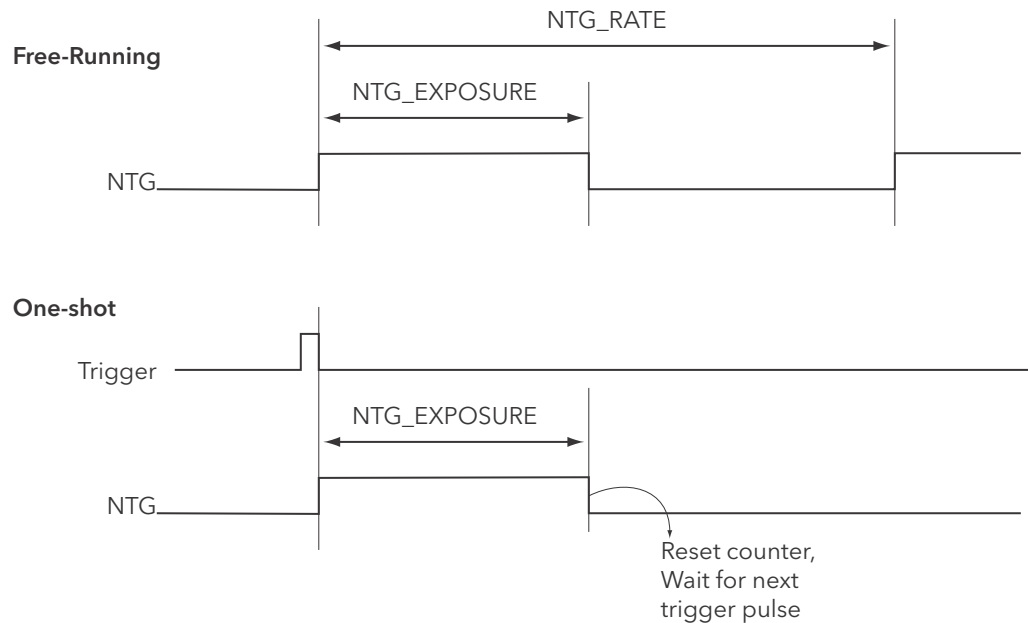 NTG_RATE
Free-Running
NTG_EXPOSURE
NTG
One-shot
Trigger
NTG_EXPOSURE
NTG
Reset counter,
Wait for next
trigger pulse